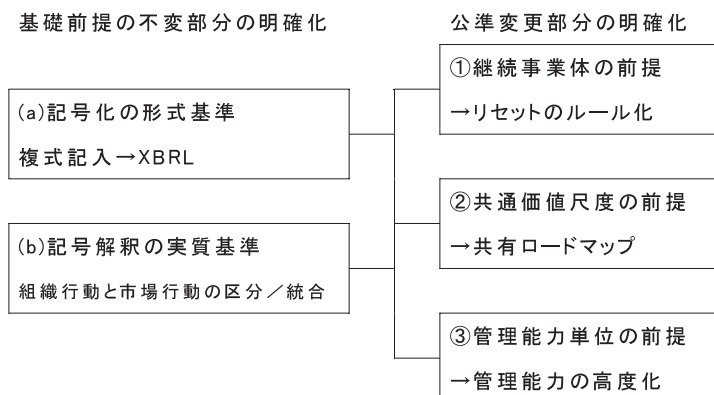 基礎前提の不変部分の明確化
公準変更部分の明確化
(a)記号化の形式基準
複式記入→XBRL
(b)記号解釈の実質基準
組織行動と市場行動の区分／統合
①継続事業体の前提
→リセットのルール化
②共通価値尺度の前提
→共有ロードマップ
③管理能力単位の前提
→管理能力の高度化